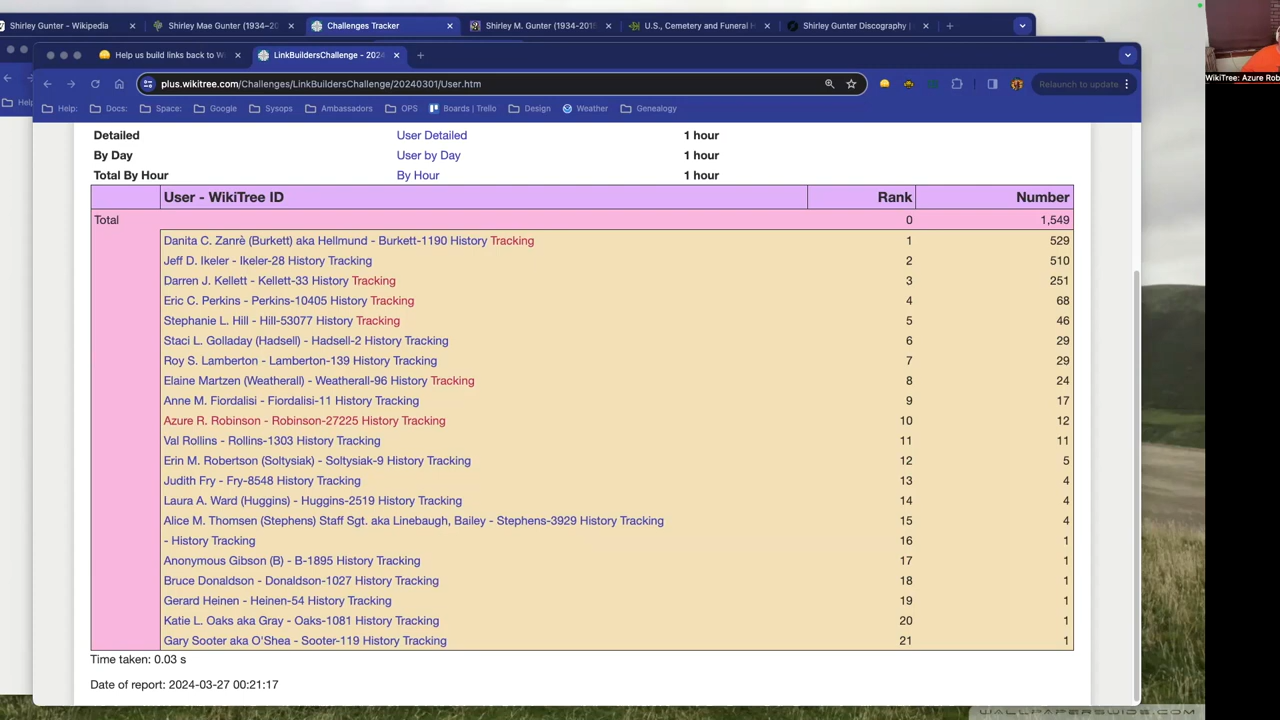 Shirley Gunter - Wikipedia
Shirley Mae Gunter (1934–20
Challenges Tracker
Shirley M. Gunter (1934-2015
U.S., Cemetery and Funeral H
Shirley Gunter Discography |
Help us build links back to W
LinkBuildersChallenge - 2024
plus.wikitree.com/Challenges/LinkBuildersChallenge/20240301/User.htm
Relaunch to update
Help:
Docs:
Space:
Google
Sysops
Ambassadors
OPS
Boards | Trello
Design
Weather
Genealogy
WikiTree: Azure Rob
Detailed User Detailed 1 hour
By Day User by Day 1 hour
Total By Hour By Hour 1 hour
User - WikiTree ID Rank Number
Total 0 1,549
Danita C. Zanrè (Burkett) aka Hellmund - Burkett-1190 History Tracking 1 529
Jeff D. Ikeler - Ikeler-28 History Tracking 2 510
Darren J. Kellett - Kellett-33 History Tracking 3 251
Eric C. Perkins - Perkins-10405 History Tracking 4 68
Stephanie L. Hill - Hill-53077 History Tracking 5 46
Staci L. Golladay (Hadsell) - Hadsell-2 History Tracking 6 29
Roy S. Lamberton - Lamberton-139 History Tracking 7 29
Elaine Martzen (Weatherall) - Weatherall-96 History Tracking 8 24
Anne M. Fiordalisi - Fiordalisi-11 History Tracking 9 17
Azure R. Robinson - Robinson-27225 History Tracking 10 12
Val Rollins - Rollins-1303 History Tracking 11 11
Erin M. Robertson (Soltysiak) - Soltysiak-9 History Tracking 12 5
Judith Fry - Fry-8548 History Tracking 13 4
Laura A. Ward (Huggins) - Huggins-2519 History Tracking 14 4
Alice M. Thomsen (Stephens) Staff Sgt. aka Linebaugh, Bailey - Stephens-3929 History Tracking 15 4
- History Tracking 16 1
Anonymous Gibson (B) - B-1895 History Tracking 17 1
Bruce Donaldson - Donaldson-1027 History Tracking 18 1
Gerard Heinen - Heinen-54 History Tracking 19 1
Katie L. Oaks aka Gray - Oaks-1081 History Tracking 20 1
Gary Sooter aka O'Shea - Sooter-119 History Tracking 21 1
Time taken: 0.03 s
Date of report: 2024-03-27 00:21:17
WALLPAPERSWIDE.COM